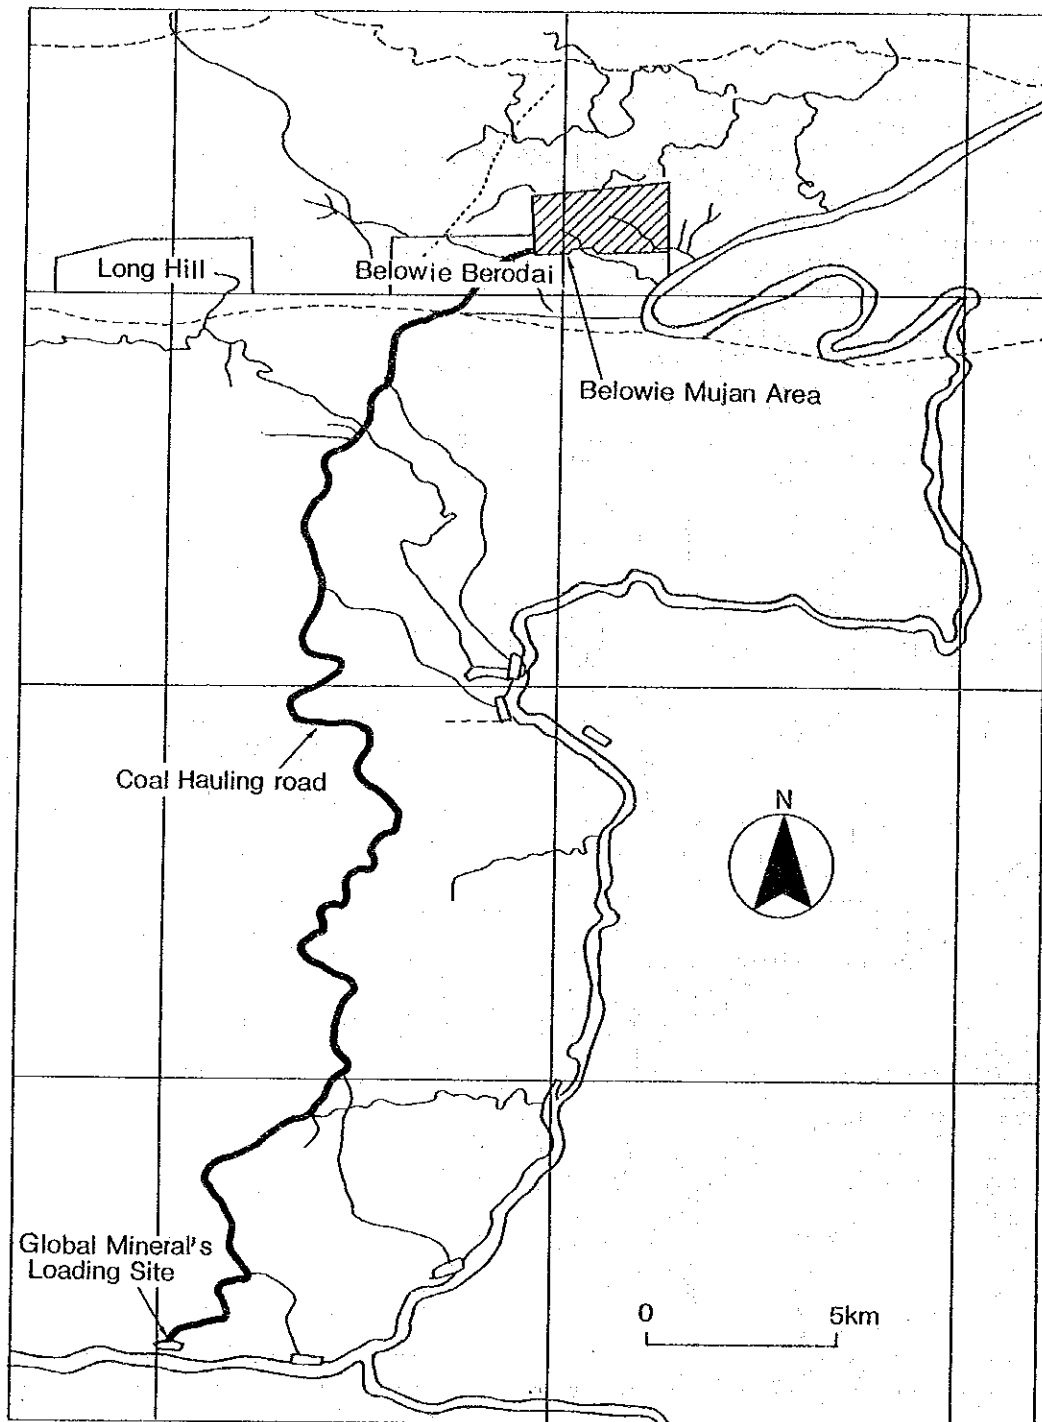 Long Hill
Belowie Berodai
Belowie Mujan Area
Coal Hauling road
N
Global Mineral's
Loading Site
0 5km